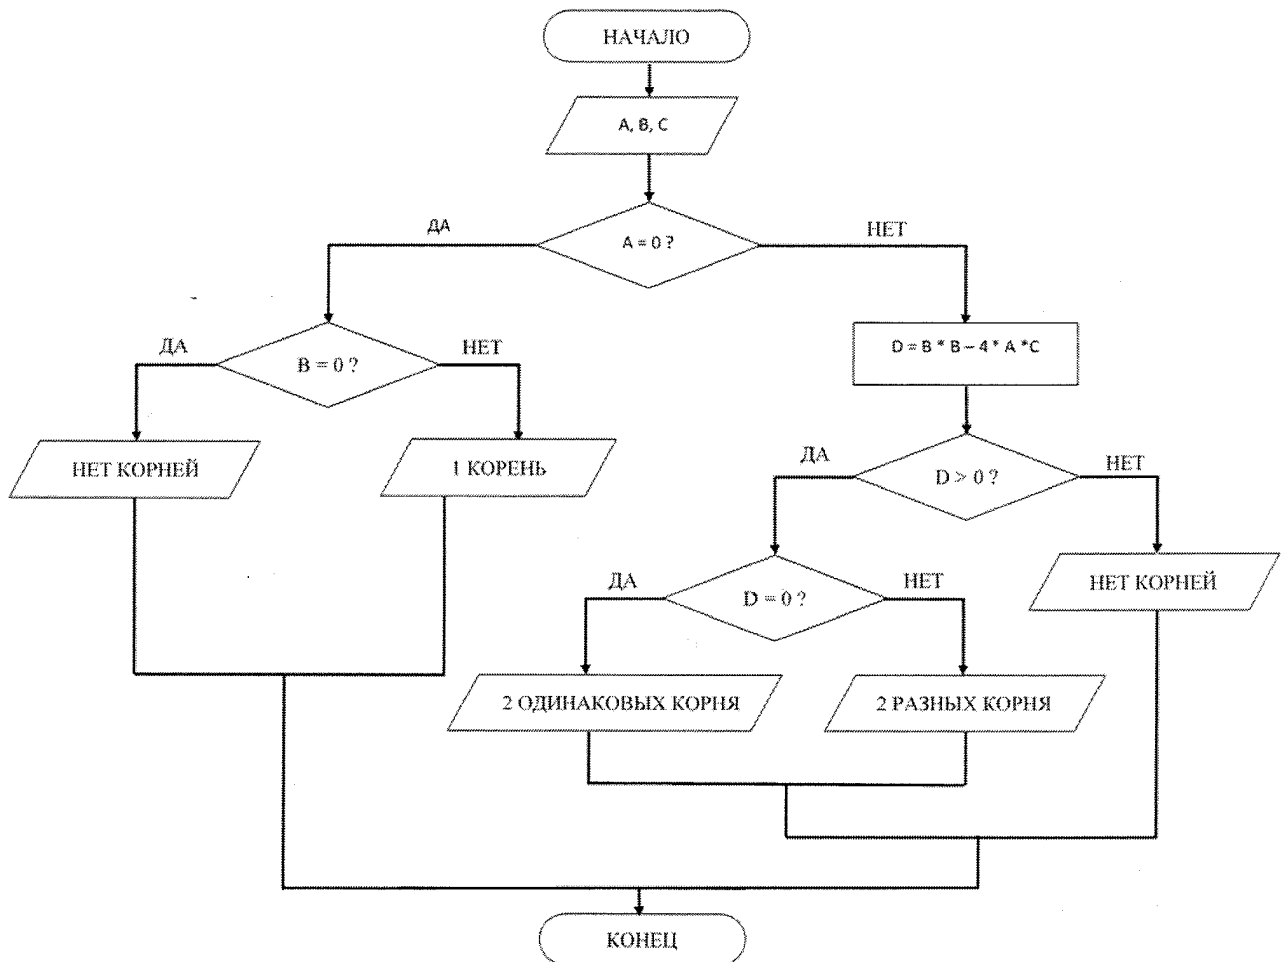 НАЧАЛО
A, B, C
A = 0 ?
ДА
НЕТ
B = 0 ?
ДА
НЕТ
D = B * B – 4 * A *C
НЕТ КОРНЕЙ
1 КОРЕНЬ
D > 0 ?
ДА
НЕТ
D = 0 ?
ДА
НЕТ
НЕТ КОРНЕЙ
2 ОДИНАКОВЫХ КОРНЯ
2 РАЗНЫХ КОРНЯ
КОНЕЦ